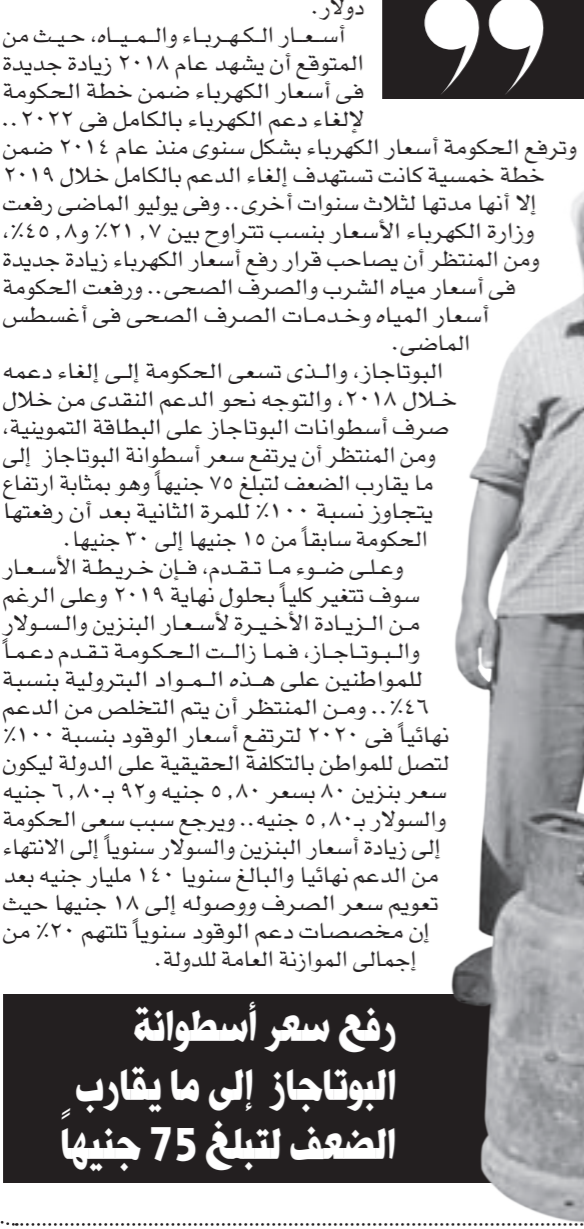 دولار.
أسعار الكهرباء والمياه، حيث من
المتوقع أن يشهد عام ٢٠١٨ زيادة جديدة
فى أسعار الكهرباء ضمن خطة الحكومة
لإلغاء دعم الكهرباء بالكامل فى ٢٠٢٢..
وترفع الحكومة أسعار الكهرباء بشكل سنوى منذ عام ٢٠١٤ ضمن
خطة خمسية كانت تستهدف إلغاء الدعم بالكامل خلال ٢٠١٩
إلا أنها مدتها لثلاث سنوات أخرى.. وفى يوليو الماضى رفعت
وزارة الكهرباء الأسعار بنسب تتراوح بين ٢١,٧٪ و٤٥,٨٪،
ومن المنتظر أن يصاحب قرار رفع أسعار الكهرباء زيادة جديدة
فى أسعار مياه الشرب والصرف الصحى.. ورفعت الحكومة
أسعار المياه وخدمات الصرف الصحى فى أغسطس
الماضى.
البوتاجاز، والذى تسعى الحكومة إلى إلغاء دعمه
خلال ٢٠١٨، والتوجه نحو الدعم النقدى من خلال
صرف أسطوانات البوتاجاز على البطاقة التموينية،
ومن المنتظر أن يرتفع سعر أسطوانة البوتاجاز إلى
ما يقارب الضعف لتبلغ ٧٥ جنيهاً وهو بمثابة ارتفاع
يتجاوز نسبة ١٠٠٪ للمرة الثانية بعد أن رفعتها
الحكومة سابقاً من ١٥ جنيها إلى ٣٠ جنيها.
وعلى ضوء ما تقدم، فإن خريطة الأسعار
سوف تتغير كلياً بحلول نهاية ٢٠١٩ وعلى الرغم
من الزيادة الأخيرة لأسعار البنزين والسولار
والبوتاجاز، فما زالت الحكومة تقدم دعماً
للمواطنين على هذه المواد البترولية بنسبة
٤٦٪.. ومن المنتظر أن يتم التخلص من الدعم
نهائياً فى ٢٠٢٠ لترتفع أسعار الوقود بنسبة ١٠٠٪
لتصل للمواطن بالتكلفة الحقيقية على الدولة ليكون
سعر بنزين ٨٠ بسعر ٥,٨٠ جنيه و٩٢ بـ٦,٨٠ جنيه
والسولار بـ٥,٨٠ جنيه.. ويرجع سبب سعى الحكومة
إلى زيادة أسعار البنزين والسولار سنوياً إلى الانتهاء
من الدعم نهائيا والبالغ سنويا ١٤٠ مليار جنيه بعد
تعويم سعر الصرف ووصوله إلى ١٨ جنيها حيث
إن مخصصات دعم الوقود سنوياً تلتهم ٢٠٪ من
إجمالى الموازنة العامة للدولة.
رفع سعر أسطوانة
البوتاجاز إلى ما يقارب
الضعف لتبلغ 75 جنيهاً